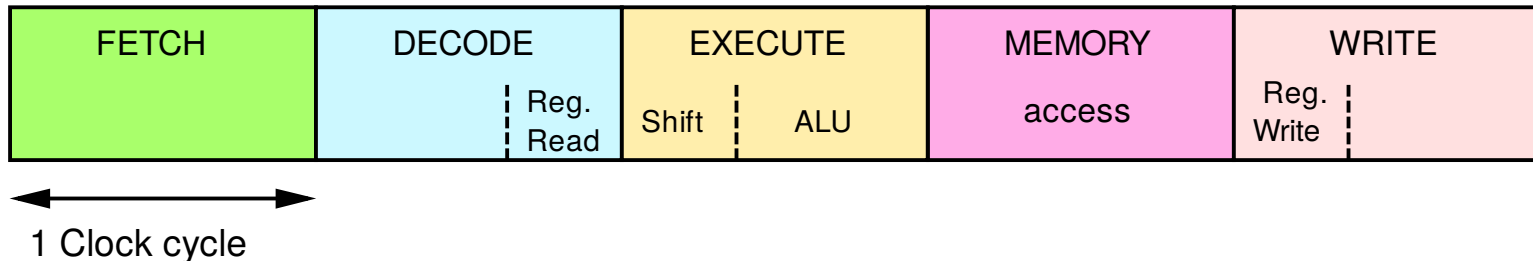 FETCH
DECODE
Reg.
Read
EXECUTE
Shift
ALU
MEMORY
access
WRITE
Reg.
Write
1 Clock cycle